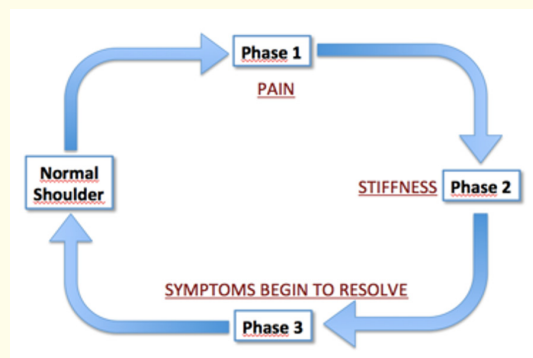 Phase 1
PAIN
Normal
Shoulder
STIFFNESS Phase 2
SYMPTOMS BEGIN TO RESOLVE
Phase 3